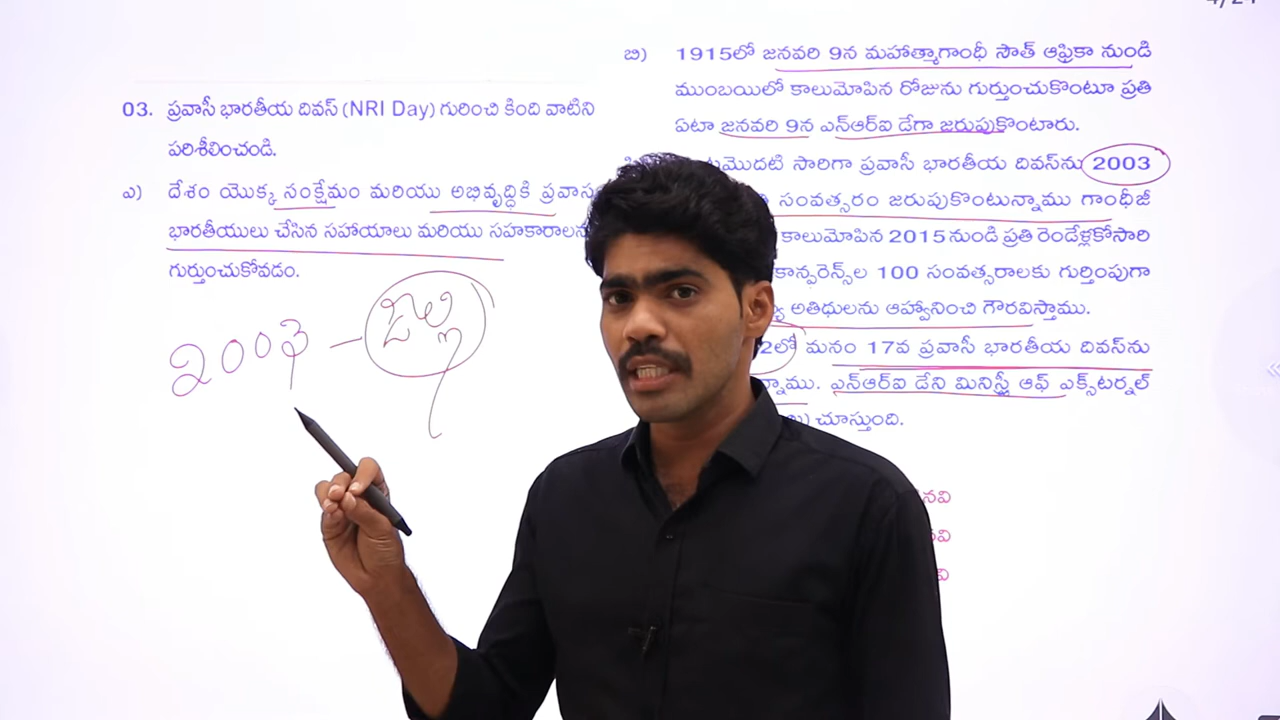 4/24
03. ప్రవాసీ భారతీయ దివస్ (NRI Day) గురించి కింది వాటిని
పరిశీలించండి.
ఎ) దేశం యొక్క సంక్షేమం మరియు అభివృద్ధికి ప్రవాస
భారతీయులు చేసిన సహాయాలు మరియు సహకారాలను
గుర్తుంచుకోవడం.
2003 –
బి) 1915లో జనవరి 9న మహాత్మాగాంధీ సౌత్ ఆఫ్రికా నుండి
ముంబయిలో కాలుమోపిన రోజును గుర్తుంచుకొంటూ ప్రతి
ఏటా జనవరి 9న ఎన్ఆర్ఐ డేగా జరుపుకొంటారు.
సారిగా ప్రవాసీ భారతీయ దివస్‌ను 2003
సంవత్సరం జరుపుకొంటున్నాము గాంధీజీ
కాలుమోపిన 2015 నుండి ప్రతి రెండేళ్లకోసారి
కాన్ఫరెన్స్‌ల 100 సంవత్సరాలకు గుర్తింపుగా
అతిథులను ఆహ్వానించి గౌరవిస్తాము.
2లో మనం 17వ ప్రవాసీ భారతీయ దివస్‌ను
ఎన్ఆర్ఐ డేని మినిస్ట్రీ ఆఫ్ ఎక్స్‌టర్నల్
చూస్తుంది.